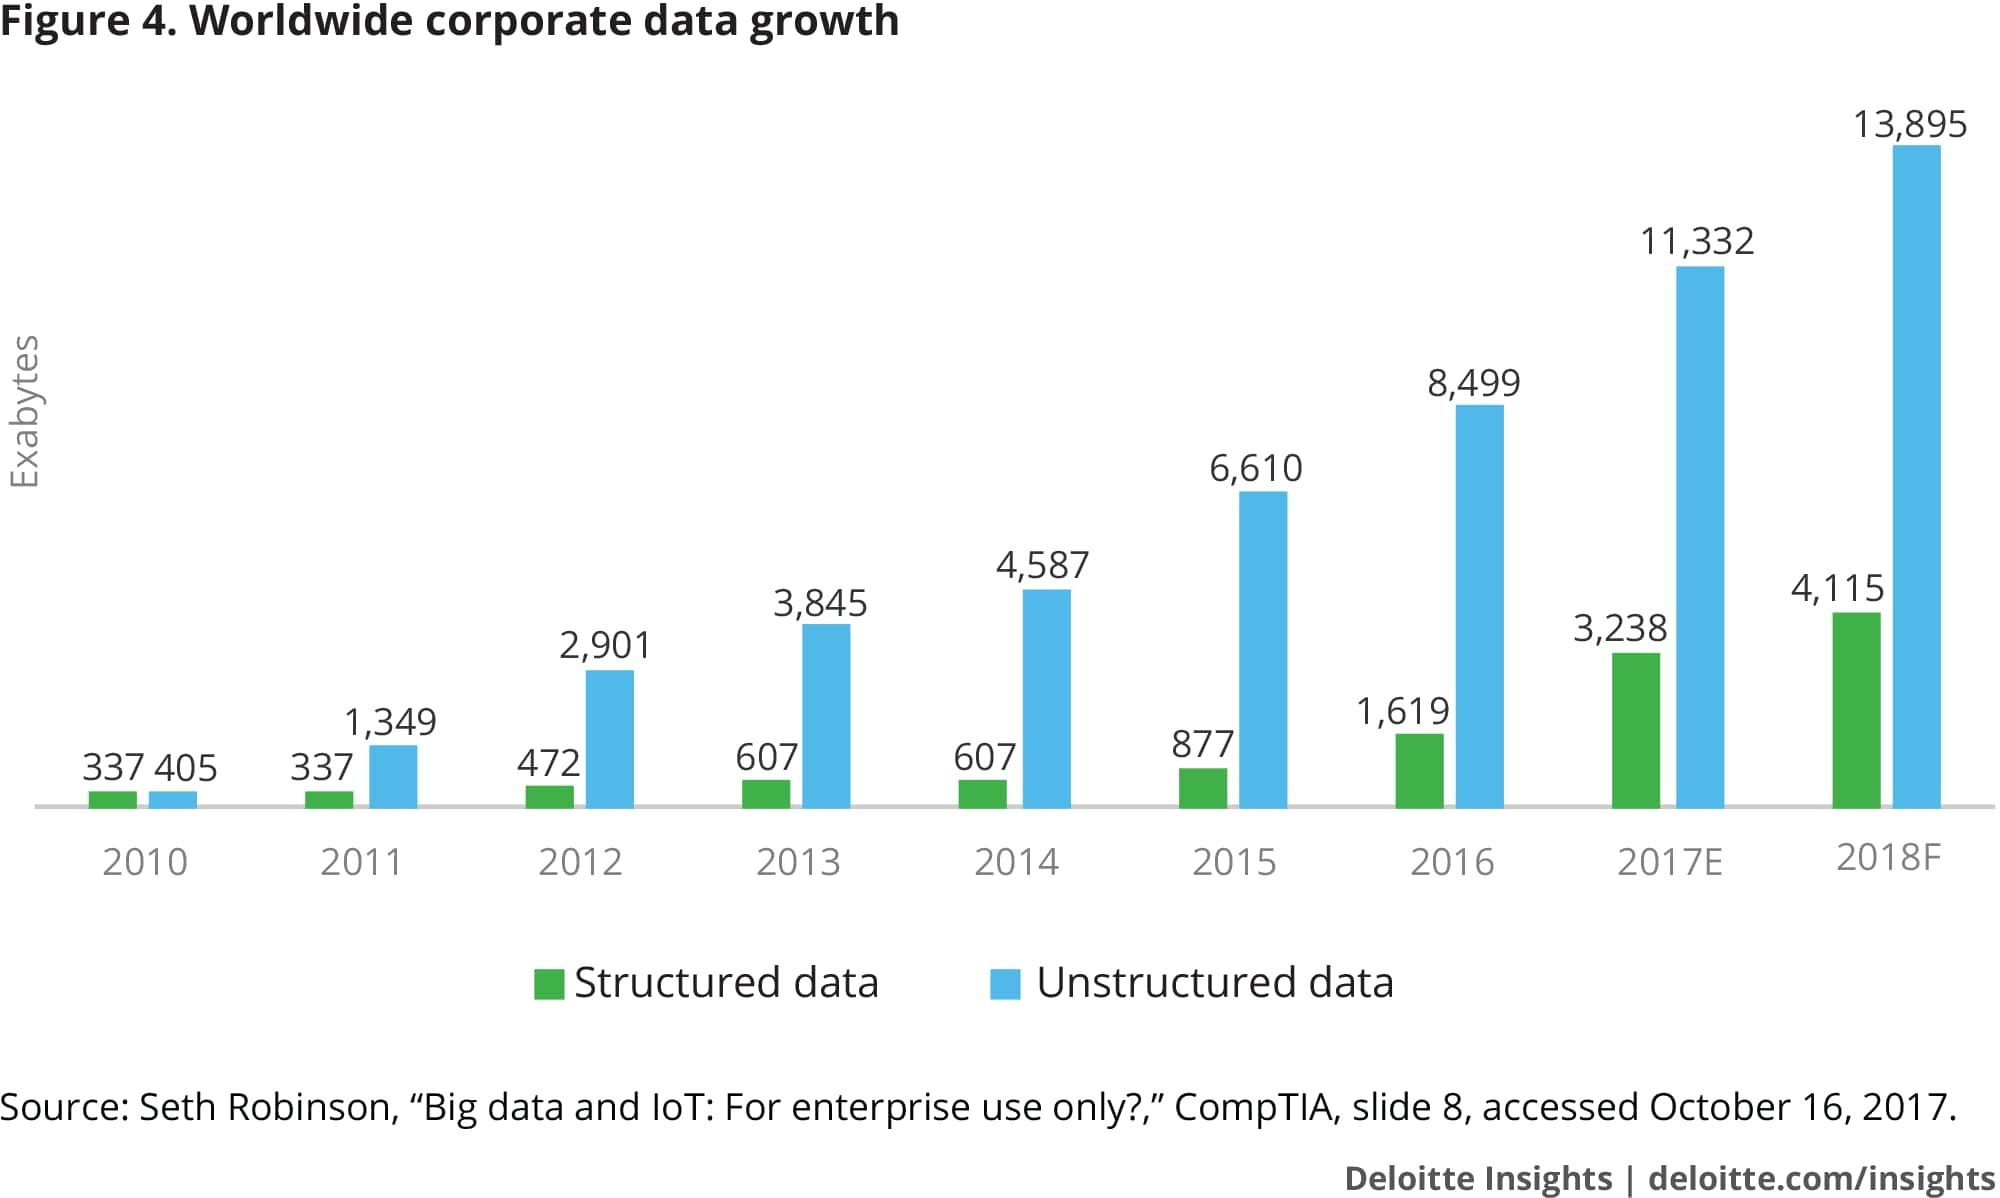 Figure 4. Worldwide corporate data growth
Exabytes
337 405
337 1,349
472 2,901
607 3,845
607 4,587
877 6,610
1,619 8,499
3,238 11,332
4,115 13,895
2010 2011 2012 2013 2014 2015 2016 2017E 2018F
Structured data Unstructured data
Source: Seth Robinson, “Big data and IoT: For enterprise use only?,” CompTIA, slide 8, accessed October 16, 2017.
Deloitte Insights | deloitte.com/insights